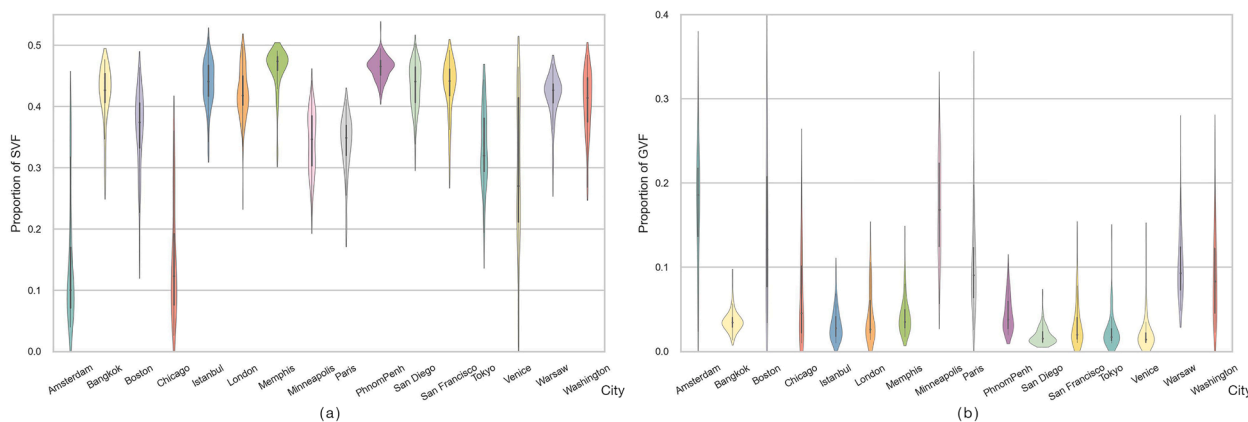 0.5
0.4
0.3
0.2
0.1
0.0
Proportion of SVF
Amsterdam
Bangkok
Boston
Chicago
Istanbul
London
Memphis
Minneapolis
Paris
PhnomPenh
San Diego
San Francisco
Tokyo
Venice
Warsaw
Washington
City
(a)
0.4
0.3
0.2
0.1
0.0
Proportion of GVF
Amsterdam
Bangkok
Boston
Chicago
Istanbul
London
Memphis
Minneapolis
Paris
PhnomPenh
San Diego
San Francisco
Tokyo
Venice
Warsaw
Washington
City
(b)